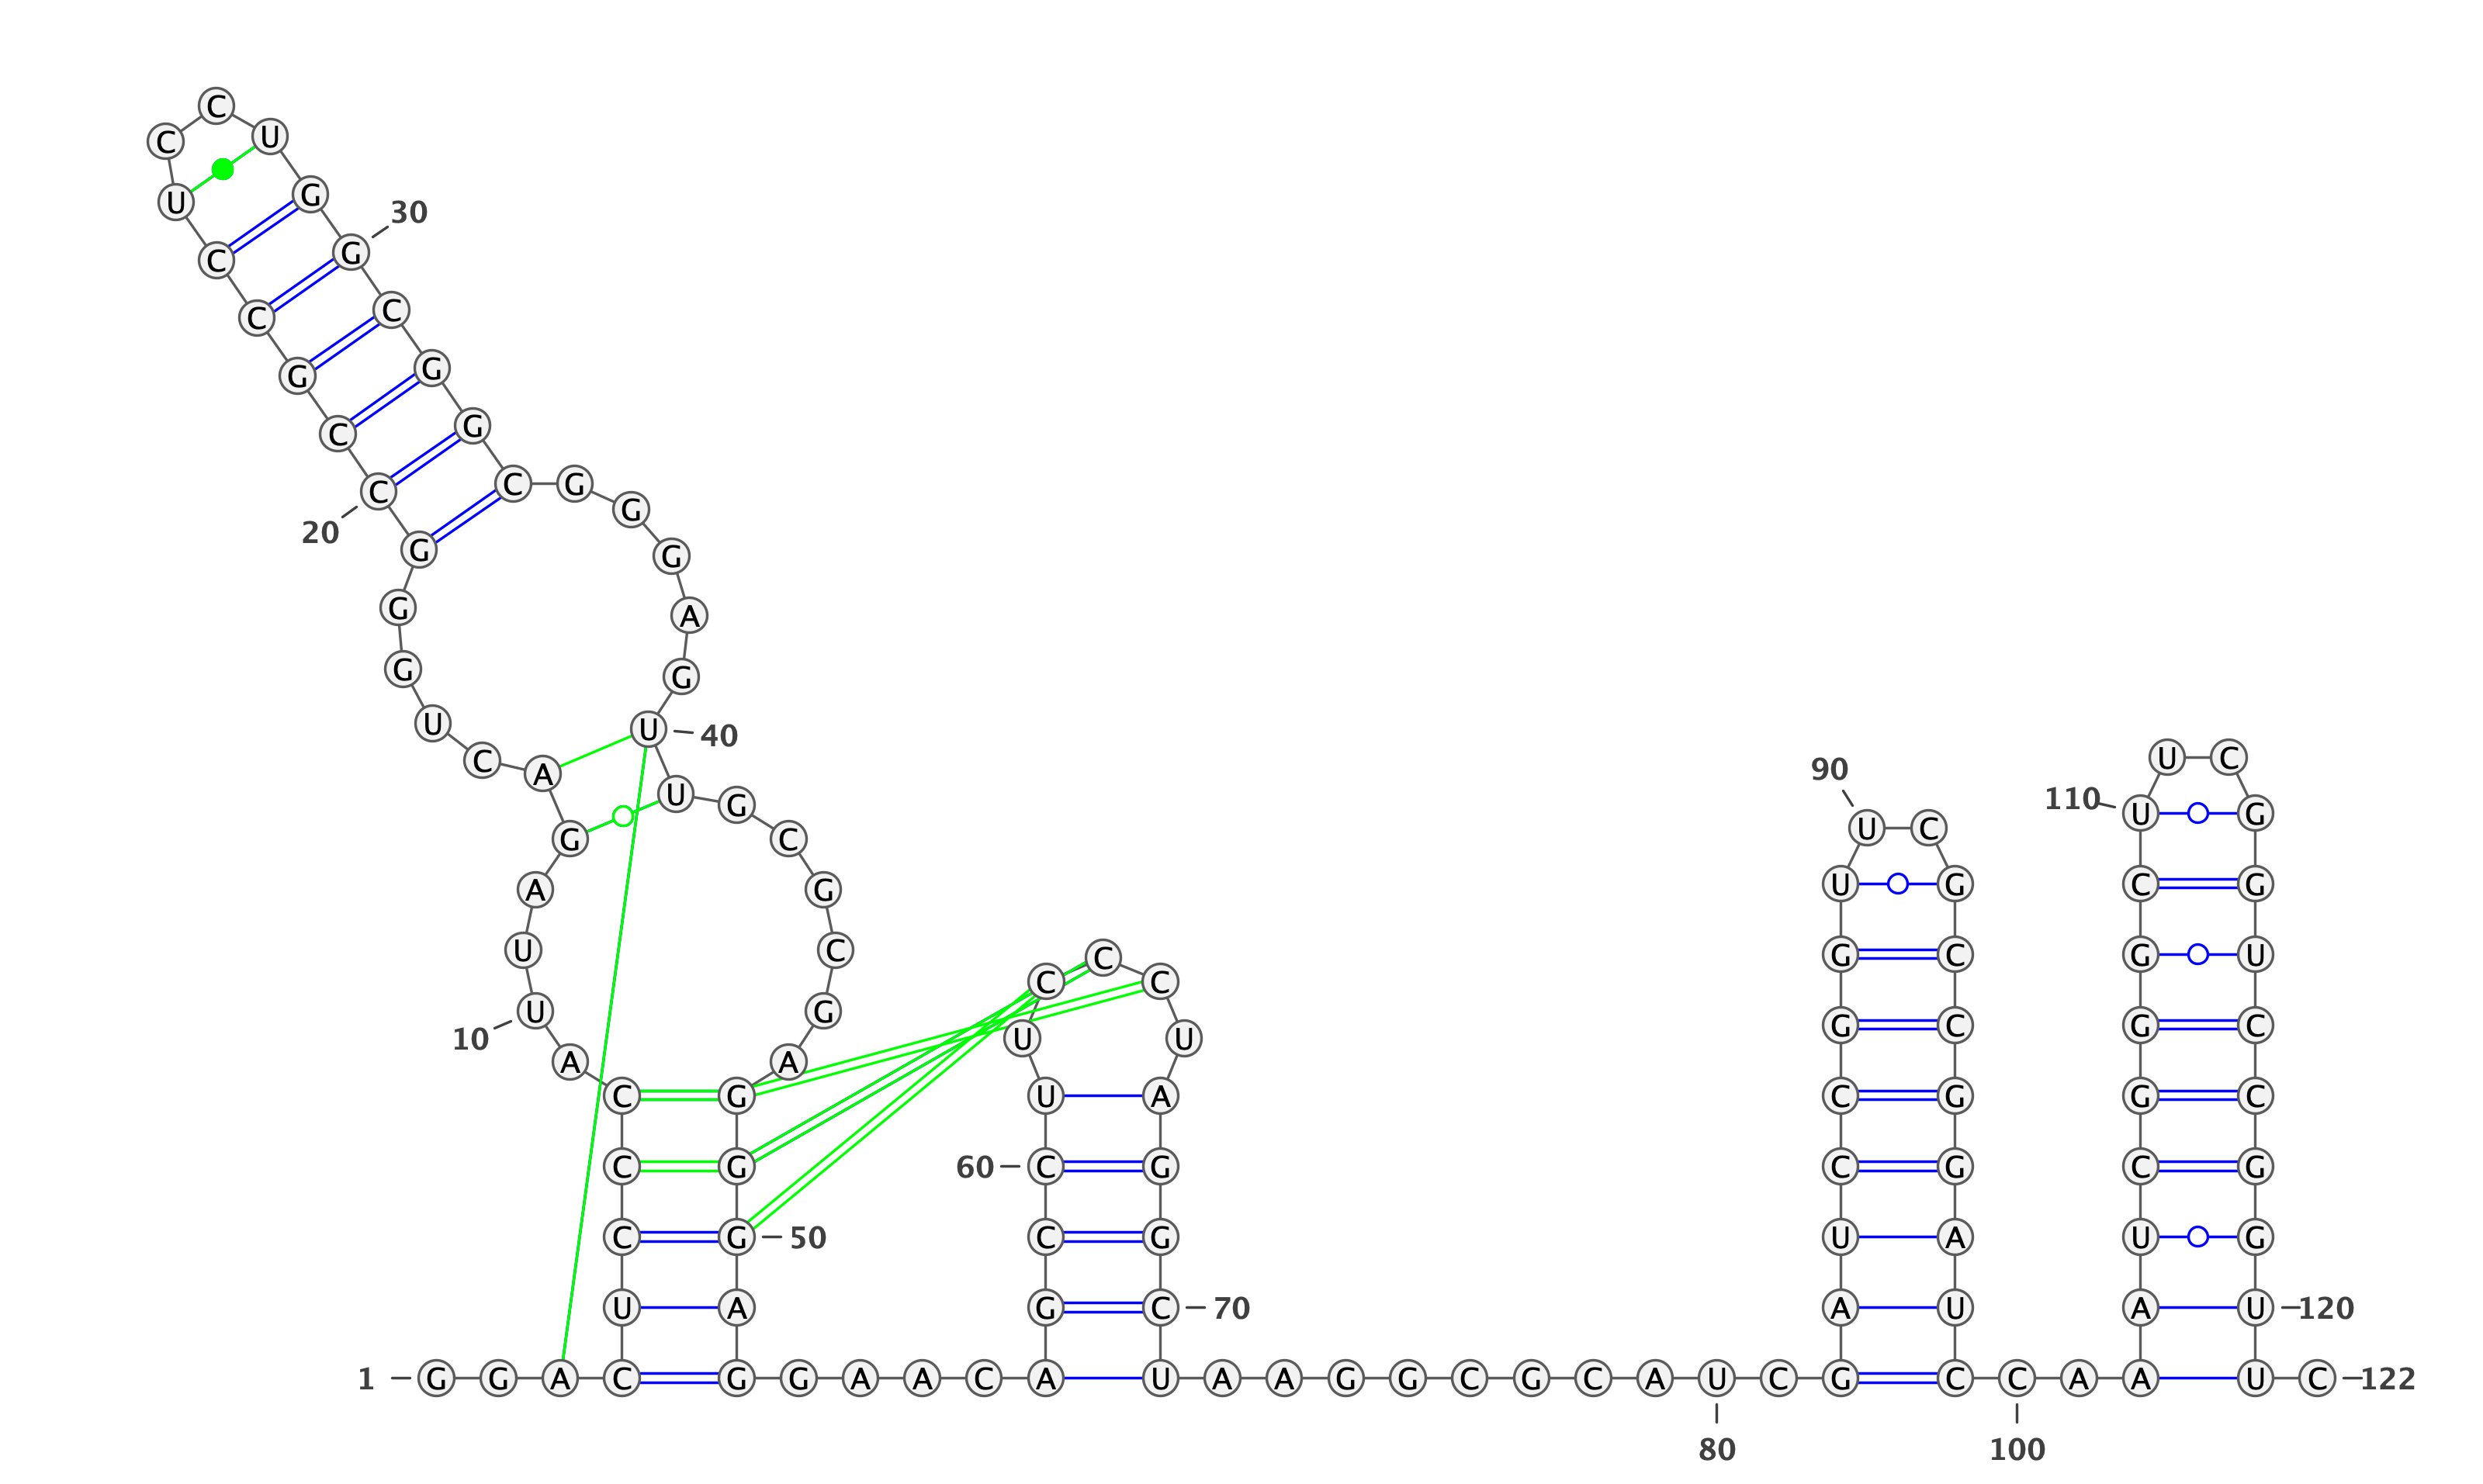 C
C U
U G 30
C G
C C
G G
C G
C C G
G
20
G G
G A
G G
U U 40
U C
C A 90
U G 110 U G
G C U C
A G U G C G
U C C G C G U
C C
U G
10 U U G C G C
A A
C G U A C G G C
C G 60 C G C G C G
C G 50 C G U A U G
U A G C 70 A U A U 120
1 G G A C G G A A C A U A A G G C G C A U C G C C A A U C 122
80 100